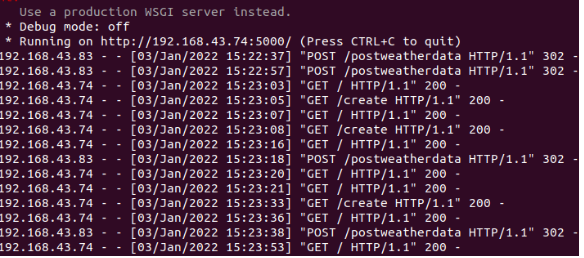 Use a production WSGI server instead.
* Debug mode: off
* Running on http://192.168.43.74:5000/ (Press CTRL+C to quit)
192.168.43.83 - - [03/Jan/2022 15:22:37] "POST /postweatherdata HTTP/1.1" 302 -
192.168.43.83 - - [03/Jan/2022 15:22:57] "POST /postweatherdata HTTP/1.1" 302 -
192.168.43.74 - - [03/Jan/2022 15:23:03] "GET / HTTP/1.1" 200 -
192.168.43.74 - - [03/Jan/2022 15:23:05] "GET /create HTTP/1.1" 200 -
192.168.43.74 - - [03/Jan/2022 15:23:07] "GET / HTTP/1.1" 200 -
192.168.43.74 - - [03/Jan/2022 15:23:08] "GET /create HTTP/1.1" 200 -
192.168.43.74 - - [03/Jan/2022 15:23:16] "GET / HTTP/1.1" 200 -
192.168.43.83 - - [03/Jan/2022 15:23:18] "POST /postweatherdata HTTP/1.1" 302 -
192.168.43.74 - - [03/Jan/2022 15:23:20] "GET / HTTP/1.1" 200 -
192.168.43.74 - - [03/Jan/2022 15:23:21] "GET / HTTP/1.1" 200 -
192.168.43.74 - - [03/Jan/2022 15:23:33] "GET /create HTTP/1.1" 200 -
192.168.43.74 - - [03/Jan/2022 15:23:36] "GET / HTTP/1.1" 200 -
192.168.43.83 - - [03/Jan/2022 15:23:38] "POST /postweatherdata HTTP/1.1" 302 -
192.168.43.74 - - [03/Jan/2022 15:23:53] "GET / HTTP/1.1" 200 -